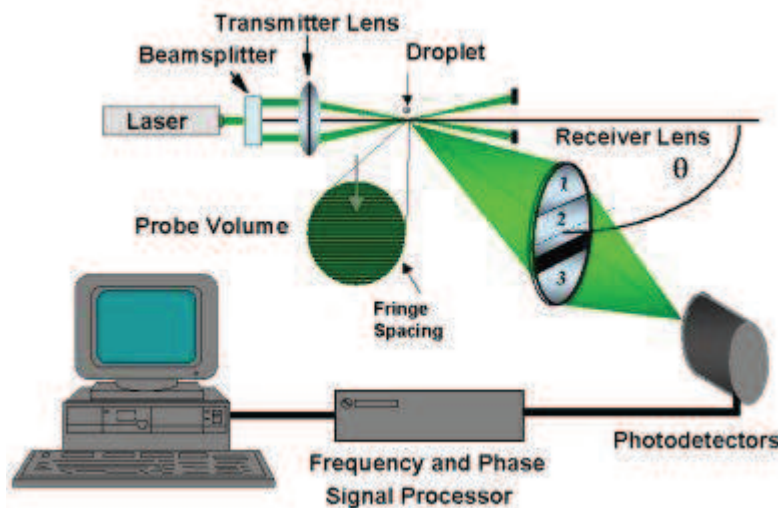 Transmitter Lens
Beamsplitter
Droplet
Laser
Receiver Lens
θ
1
2
3
Probe Volume
Fringe
Spacing
Photodetectors
Frequency and Phase
Signal Processor